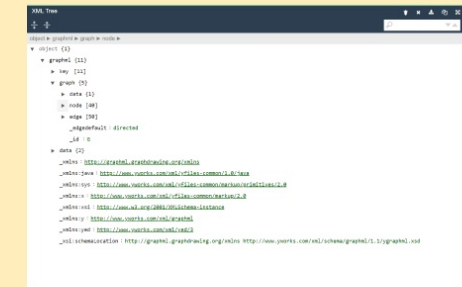 XML Tree
object ► graphml ► graph ► node ►
▼ object {1}
▼ graphml {11}
► key [11]
▼ graph {5}
► data {1}
► node [40]
► edge [50]
_edgedefault : directed
_id : G
► data {2}
_xmlns : http://graphml.graphdrawing.org/xmlns
_xmlns:java : http://www.yworks.com/xml/yfiles-common/1.0/java
_xmlns:sys : http://www.yworks.com/xml/yfiles-common/markup/primitives/2.0
_xmlns:x : http://www.yworks.com/xml/yfiles-common/markup/2.0
_xmlns:xsi : http://www.w3.org/2001/XMLSchema-instance
_xmlns:y : http://www.yworks.com/xml/graphml
_xmlns:yed : http://www.yworks.com/xml/yed/3
_xsi:schemaLocation : http://graphml.graphdrawing.org/xmlns http://www.yworks.com/xml/schema/graphml/1.1/ygraphml.xsd